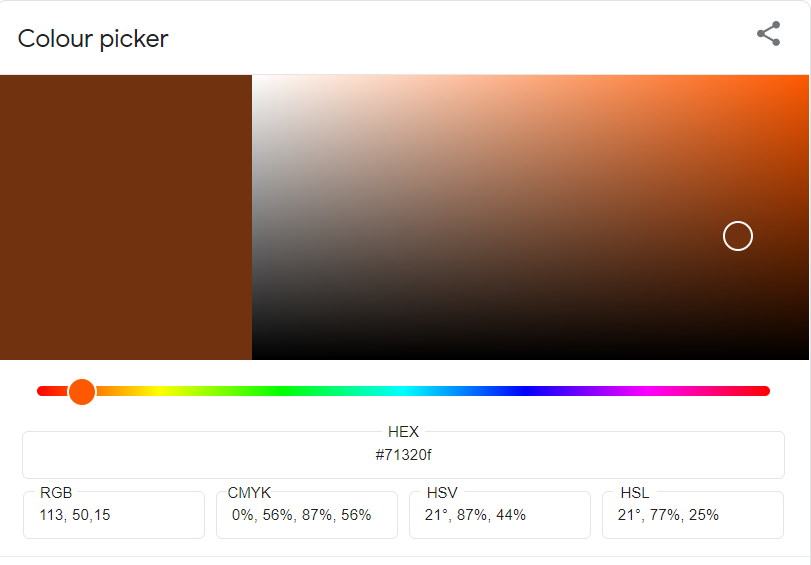 Colour picker
HEX
#71320f
RGB
113, 50,15
CMYK
0%, 56%, 87%, 56%
HSV
21°, 87%, 44%
HSL
21°, 77%, 25%